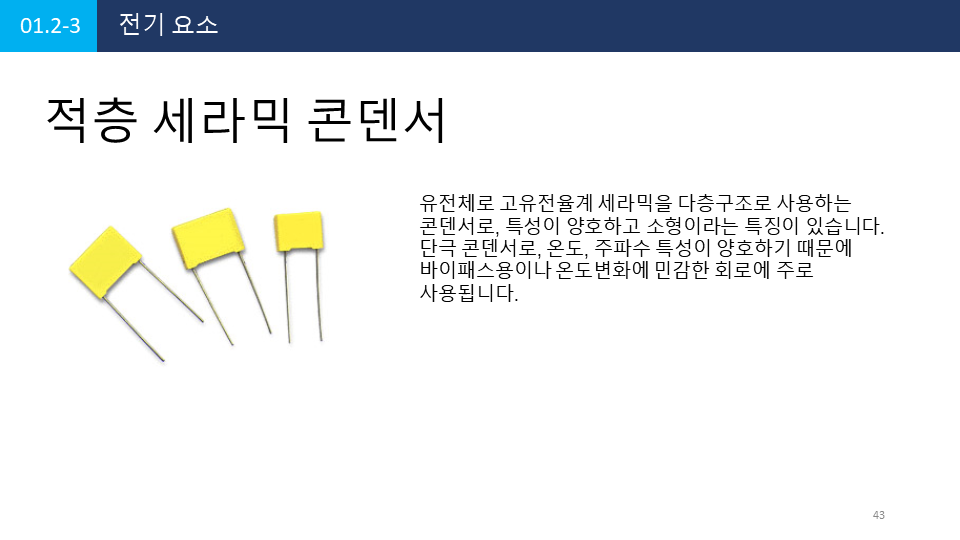 01.2-3
전기 요소
적층 세라믹 콘덴서
유전체로 고유전율계 세라믹을 다층구조로 사용하는
콘덴서로, 특성이 양호하고 소형이라는 특징이 있습니다.
단극 콘덴서로, 온도, 주파수 특성이 양호하기 때문에
바이패스용이나 온도변화에 민감한 회로에 주로
사용됩니다.
43